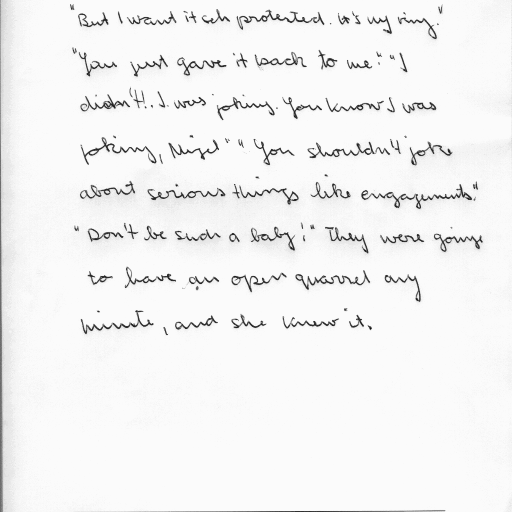 "But I want it protected. It's my ring."
"You just gave it back to me." "I
didn't!. I was joking. You know I was
joking, Nigel" "You shouldn't joke
about serious things like engagements."
"Don't be such a baby!" They were going
to have an open quarrel any
minute, and she knew it.